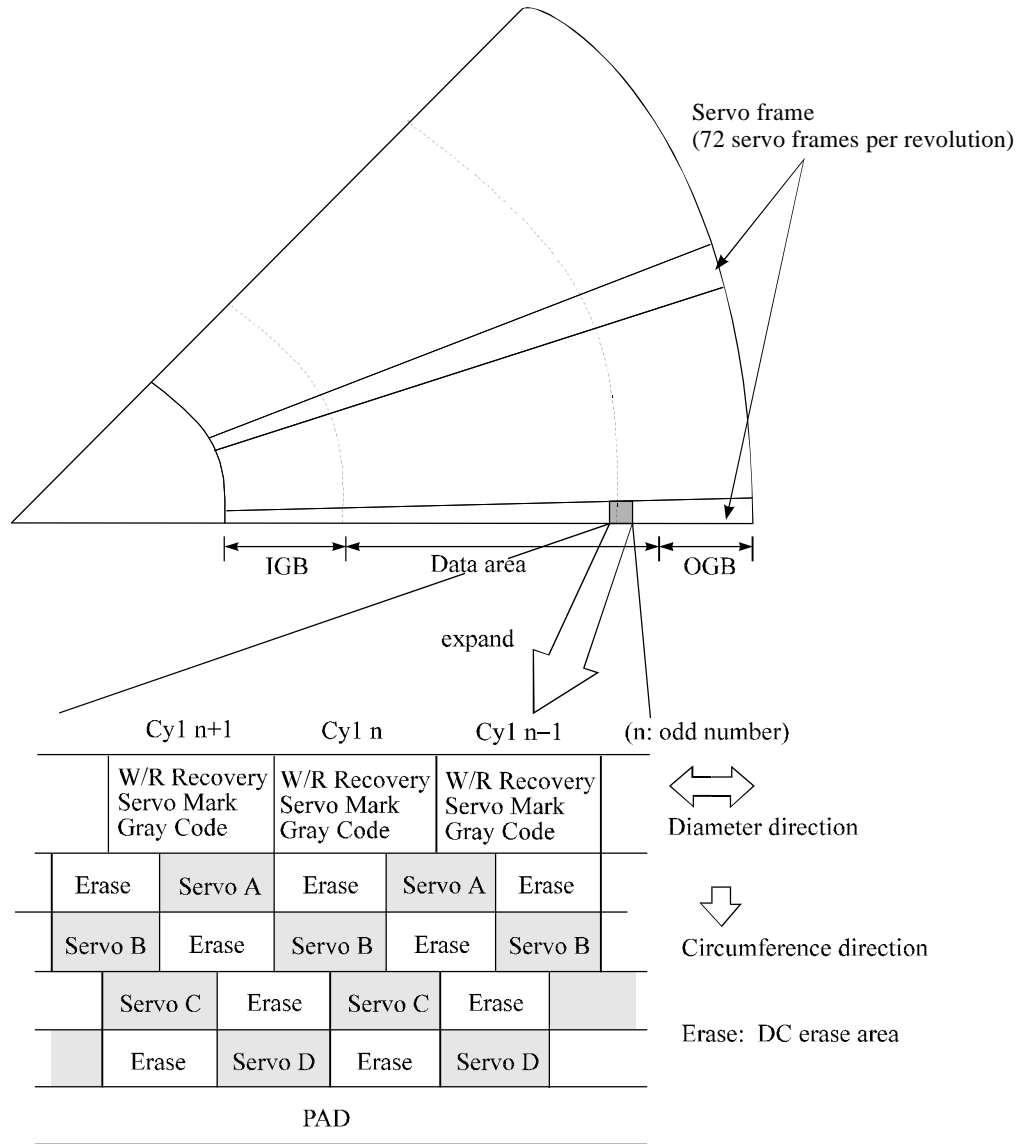 Servo frame
(72 servo frames per revolution)
IGB
Data area
OGB
expand
Cy1 n+1
Cy1 n
Cy1 n−1
(n: odd number)
W/R Recovery
Servo Mark
Gray Code
W/R Recovery
Servo Mark
Gray Code
W/R Recovery
Servo Mark
Gray Code
Diameter direction
Erase
Servo A
Erase
Servo A
Erase
Servo B
Erase
Servo B
Erase
Servo B
Circumference direction
Servo C
Erase
Servo C
Erase
Erase: DC erase area
Erase
Servo D
Erase
Servo D
PAD